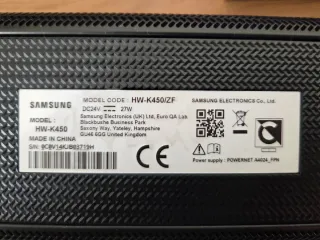 SAMSUNG
MODEL :
HW-K450
MADE IN CHINA
MODEL CODE : HW-K450/ZF
DC24V 27W
Samsung Electronics (UK) Ltd, Euro QA Lab
Blackbushe Business Park
Saxony Way, Yateley, Hampshire
GU46 6GG United Kingdom
SAMSUNG ELECTRONICS Co., Ltd.
Power supply : POWERNET
S/N :
CE